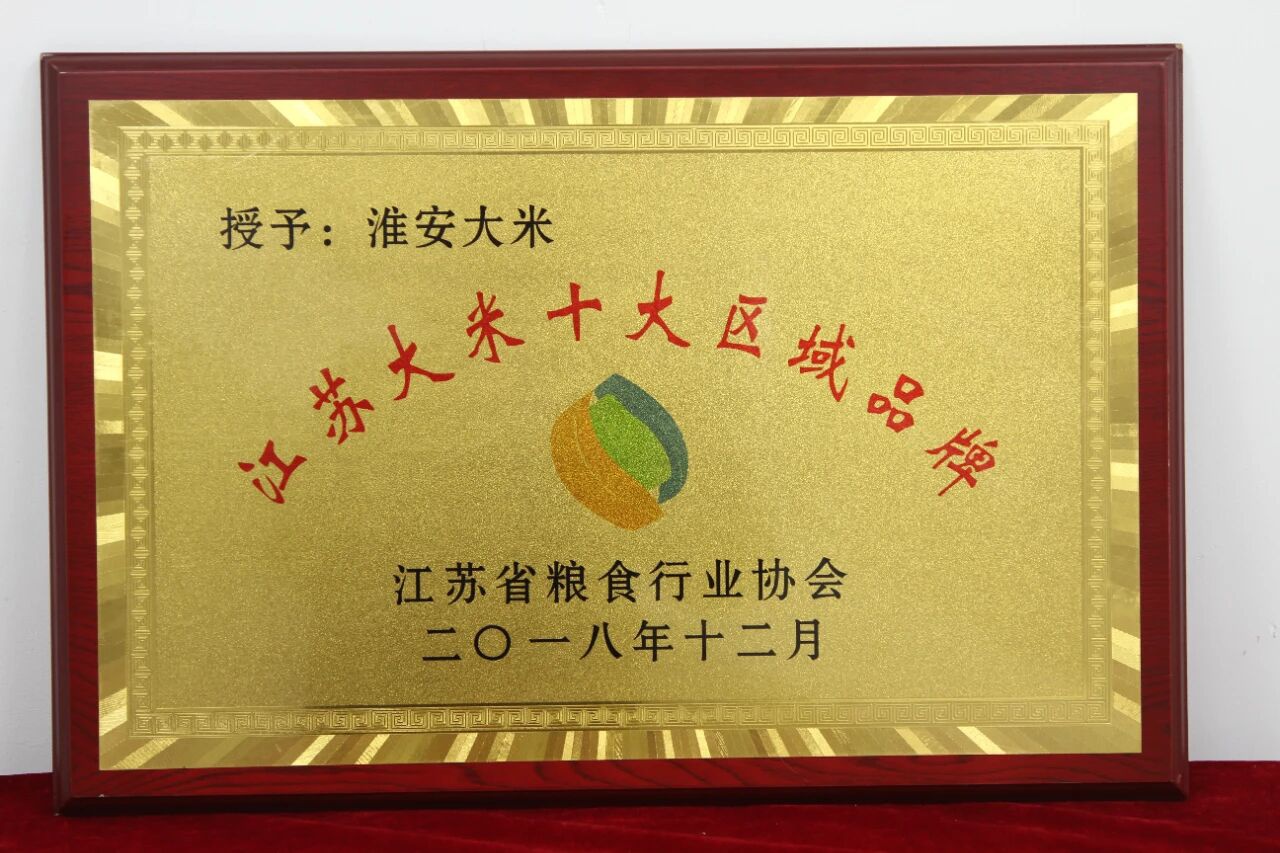 授予：淮安大米
江苏大米十大区域品牌
江苏省粮食行业协会
二〇一八年十二月